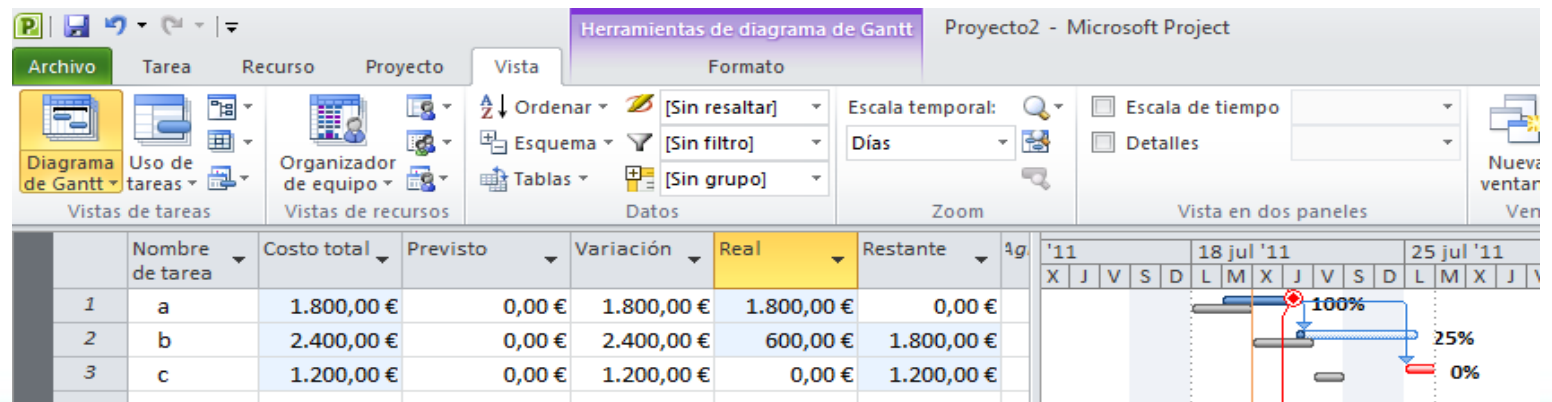 Herramientas de diagrama de Gantt Proyecto2 - Microsoft Project
Archivo Tarea Recurso Proyecto Vista Formato
Ordenar [Sin resaltar] Escala temporal: Escala de tiempo
Esquema [Sin filtro] Días Detalles
Diagrama de Gantt
Uso de tareas
Organizador de equipo
Tablas [Sin grupo]
Vistas de tareas Vistas de recursos Datos Zoom Vista en dos paneles
Nombre de tarea Costo total Previsto Variación Real Restante '11 18 jul '11 25 jul '11
X J V S D L M X J V S D L M X J
1 a 1.800,00 € 0,00 € 1.800,00 € 1.800,00 € 0,00 € 100%
2 b 2.400,00 € 0,00 € 2.400,00 € 600,00 € 1.800,00 € 25%
3 c 1.200,00 € 0,00 € 1.200,00 € 0,00 € 1.200,00 € 0%